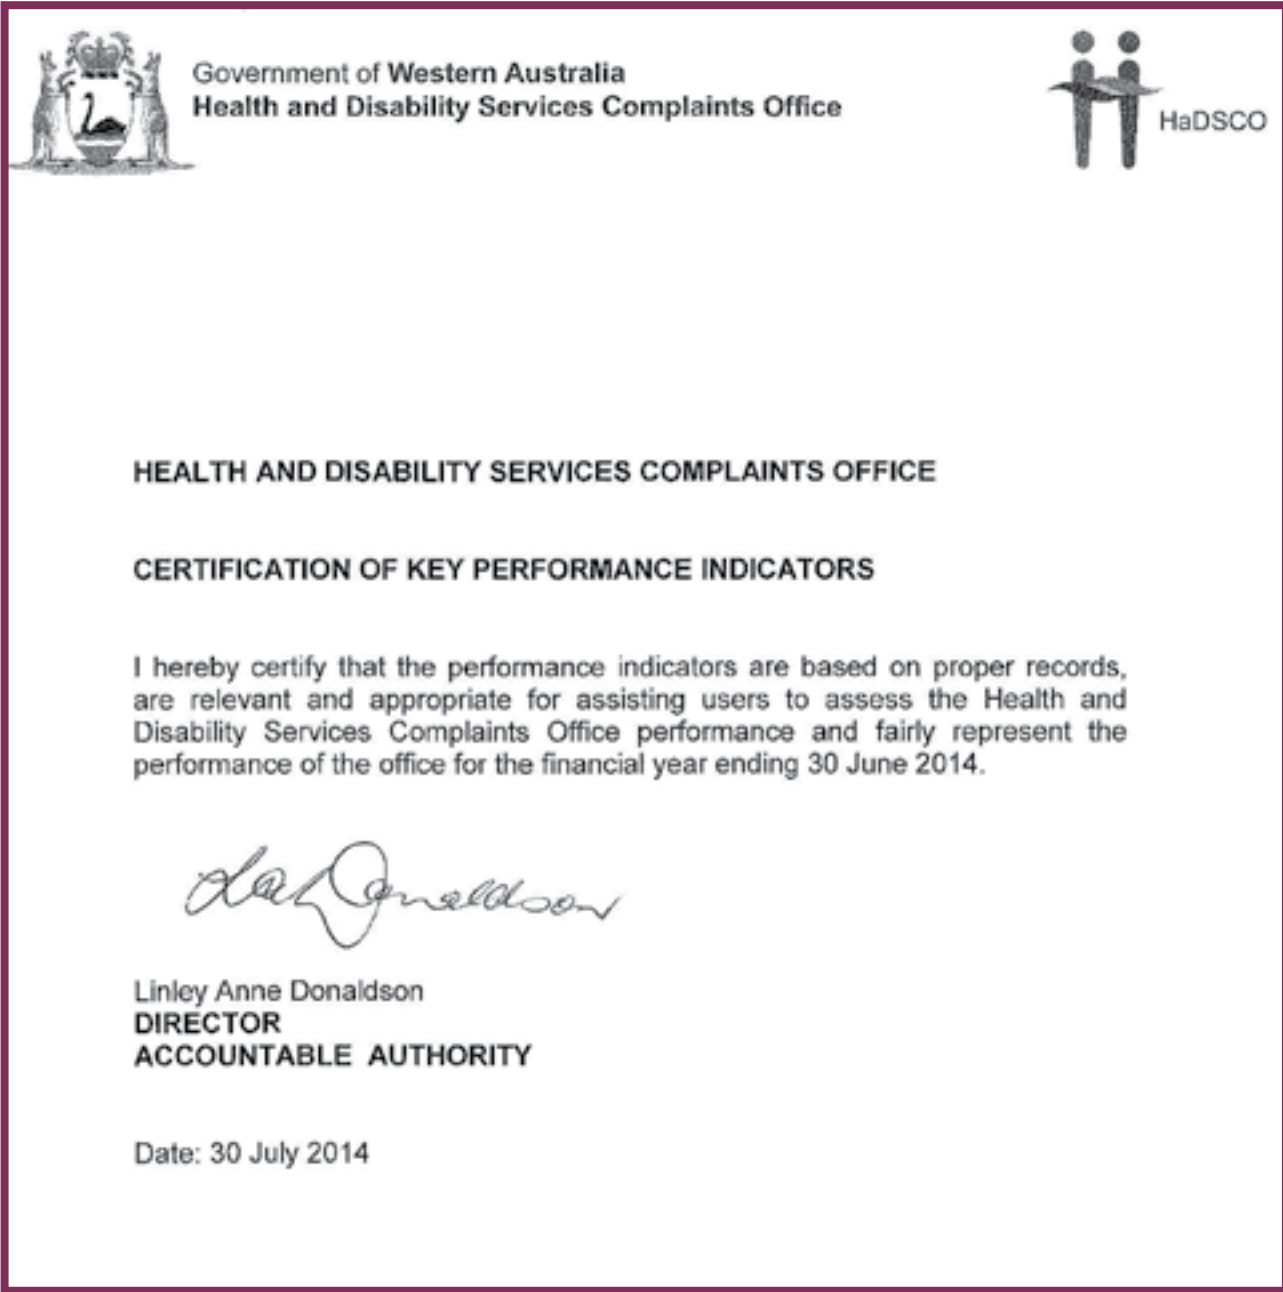 Government of Western Australia
Health and Disability Services Complaints Office
HaDSCO
HEALTH AND DISABILITY SERVICES COMPLAINTS OFFICE
CERTIFICATION OF KEY PERFORMANCE INDICATORS
I hereby certify that the performance indicators are based on proper records,
are relevant and appropriate for assisting users to assess the Health and
Disability Services Complaints Office performance and fairly represent the
performance of the office for the financial year ending 30 June 2014.
LaDonaldson
Linley Anne Donaldson
DIRECTOR
ACCOUNTABLE AUTHORITY
Date: 30 July 2014